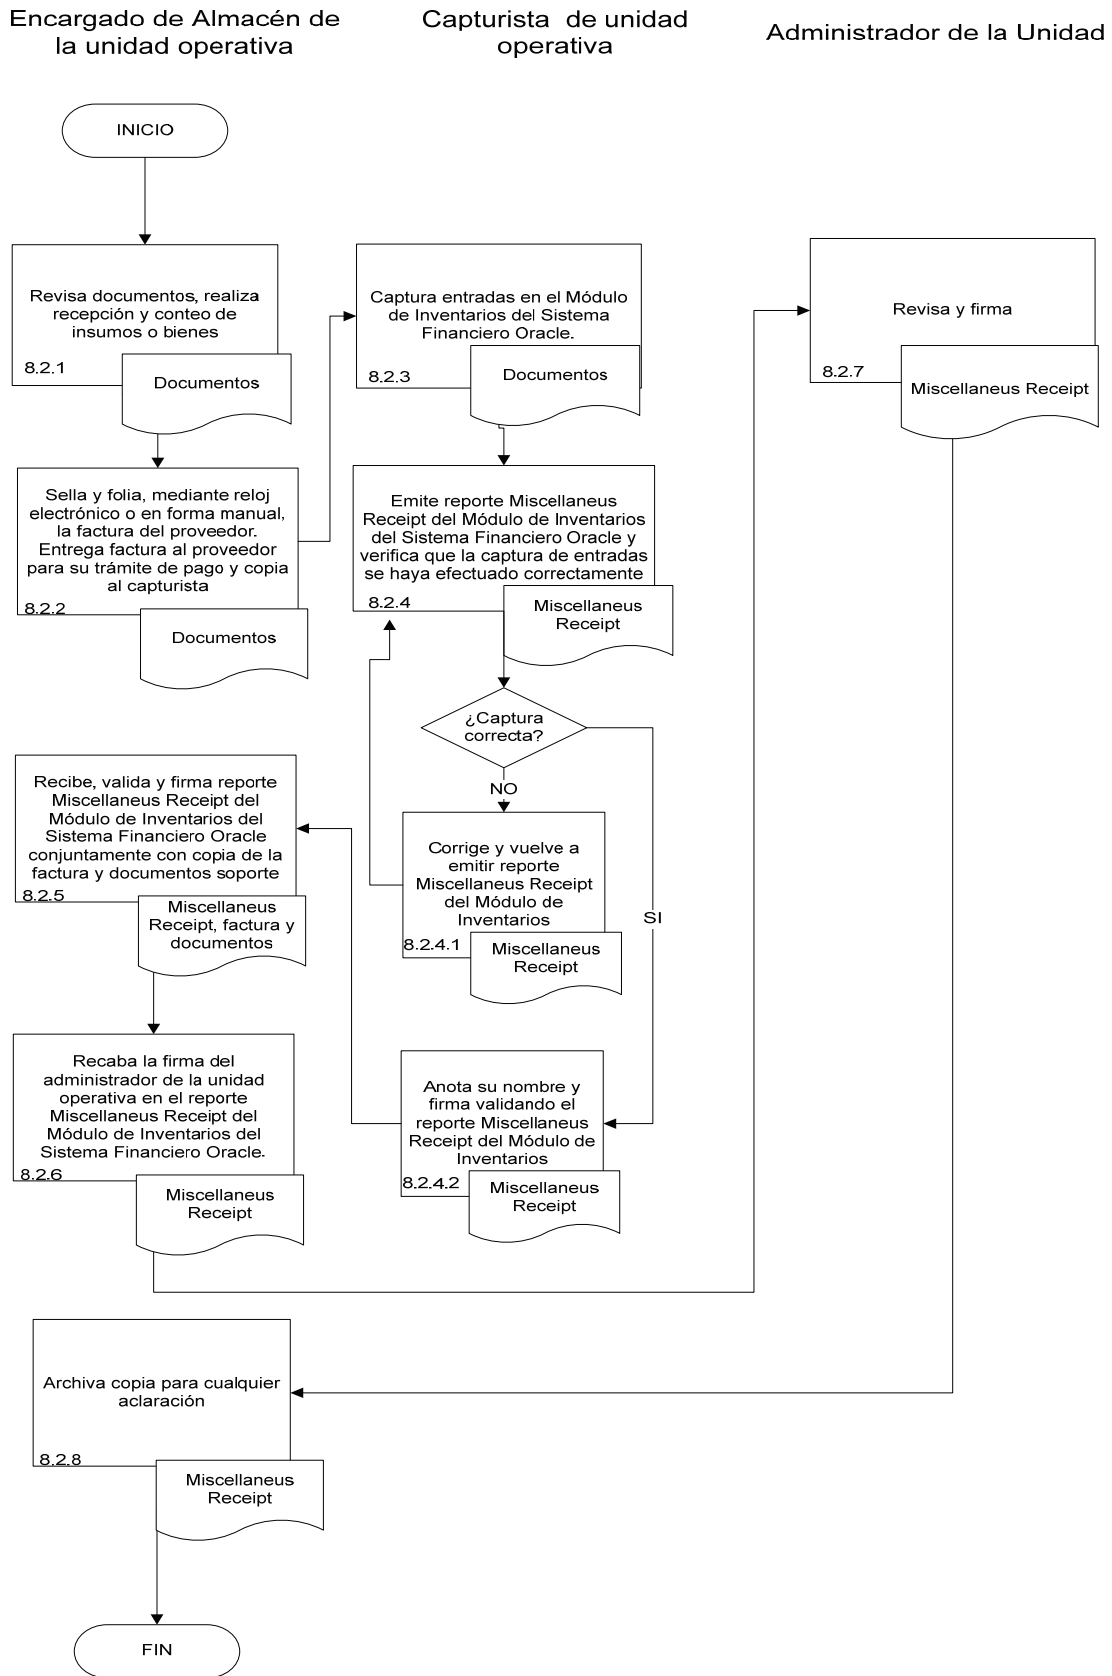 Encargado de Almacén de
la unidad operativa
Capturista de unidad
operativa
Administrador de la Unidad
INICIO
Revisa documentos, realiza
recepción y conteo de
insumos o bienes
8.2.1
Documentos
Sella y folia, mediante reloj
electrónico o en forma manual,
la factura del proveedor.
Entrega factura al proveedor
para su trámite de pago y copia
al capturista
8.2.2
Documentos
Captura entradas en el Módulo
de Inventarios del Sistema
Financiero Oracle.
8.2.3
Documentos
Emite reporte Miscellaneus
Receipt del Módulo de Inventarios
del Sistema Financiero Oracle y
verifica que la captura de entradas
se haya efectuado correctamente
8.2.4
Miscellaneus
Receipt
¿Captura
correcta?
NO
SI
Corrige y vuelve a
emitir reporte
Miscellaneus Receipt
del Módulo de
Inventarios
8.2.4.1
Miscellaneus
Receipt
Anota su nombre y
firma validando el
reporte Miscellaneus
Receipt del Módulo de
Inventarios
8.2.4.2
Miscellaneus
Receipt
Recibe, valida y firma reporte
Miscellaneus Receipt del
Módulo de Inventarios del
Sistema Financiero Oracle
conjuntamente con copia de la
factura y documentos soporte
8.2.5
Miscellaneus
Receipt, factura y
documentos
Recaba la firma del
administrador de la unidad
operativa en el reporte
Miscellaneus Receipt del
Módulo de Inventarios del
Sistema Financiero Oracle.
8.2.6
Miscellaneus
Receipt
Revisa y firma
8.2.7
Miscellaneus Receipt
Archiva copia para cualquier
aclaración
8.2.8
Miscellaneus
Receipt
FIN